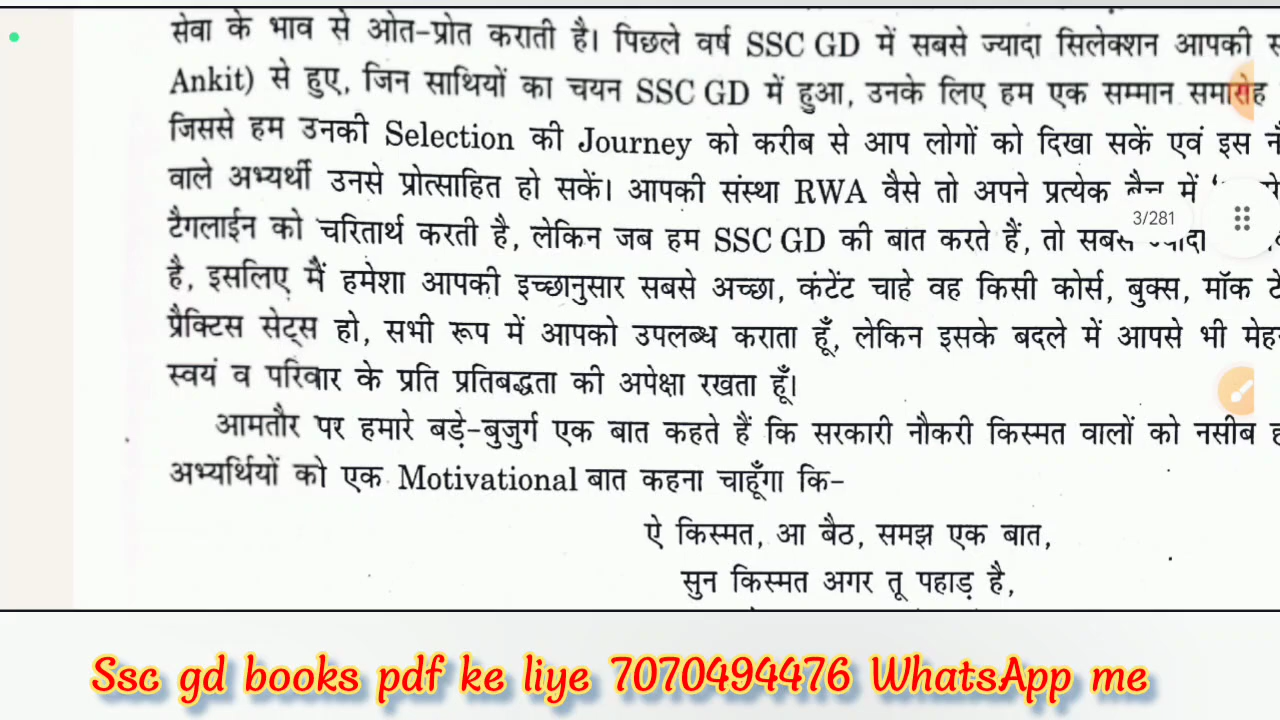 सेवा के भाव से ओत-प्रोत कराती है। पिछले वर्ष SSC GD में सबसे ज्यादा सिलेक्शन आपकी
Ankit) से हुए, जिन साथियों का चयन SSC GD में हुआ, उनके लिए हम एक सम्मान समारोह
जिससे हम उनकी Selection की Journey को करीब से आप लोगों को दिखा सकें एवं इस
वाले अभ्यर्थी उनसे प्रोत्साहित हो सकें। आपकी संस्था RWA वैसे तो अपने प्रत्येक बैच में
3/281
टैगलाईन को चरितार्थ करती है, लेकिन जब हम SSC GD की बात करते हैं, तो सबसे ज्यादा
है, इसलिए मैं हमेशा आपकी इच्छानुसार सबसे अच्छा, कंटेंट चाहे वह किसी कोर्स, बुक्स, मॉक
प्रैक्टिस सेट्स हो, सभी रूप में आपको उपलब्ध कराता हूँ, लेकिन इसके बदले में आपसे भी
स्वयं व परिवार के प्रति प्रतिबद्धता की अपेक्षा रखता हूँ।
आमतौर पर हमारे बड़े-बुजुर्ग एक बात कहते हैं कि सरकारी नौकरी किस्मत वालों को नसीब
अभ्यर्थियों को एक Motivational बात कहना चाहूँगा कि-
ऐ किस्मत, आ बैठ, समझ एक बात,
सुन किस्मत अगर तू पहाड़ है,
Ssc gd books pdf ke liye 7070494476 WhatsApp me